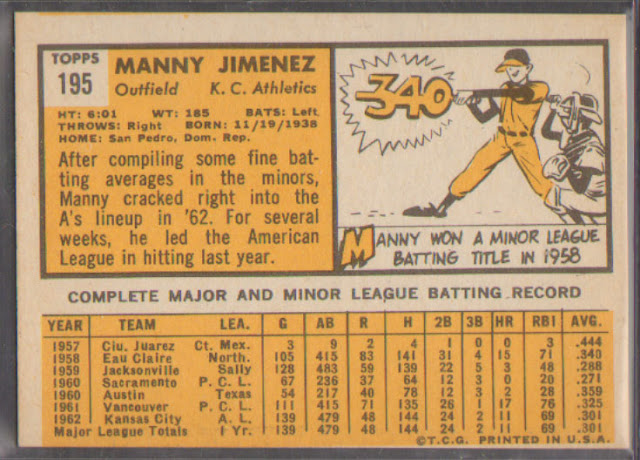 TOPPS
195
MANNY JIMENEZ
Outfield K. C. Athletics
HT: 6:01 WT: 185 BATS: Left
THROWS: Right BORN: 11/19/1938
HOME: San Pedro, Dom. Rep.
After compiling some fine bat-
ting averages in the minors,
Manny cracked right into the
A's lineup in '62. For several
weeks, he led the American
League in hitting last year.
340
MANNY WON A MINOR LEAGUE
BATTING TITLE IN 1958
COMPLETE MAJOR AND MINOR LEAGUE BATTING RECORD
YEAR TEAM LEA. G AB R H 2B 3B HR RBI AVG.
1957 Ciu. Juarez Ct. Mex. 3 9 2 4 1 0 0 3 .444
1958 Eau Claire North. 105 415 83 141 31 4 15 71 .340
1959 Jacksonville Sally 128 483 59 139 22 5 3 48 .288
1960 Sacramento P. C. L. 67 236 37 64 12 3 0 20 .271
1960 Austin Texas 54 217 40 78 12 3 2 28 .359
1961 Vancouver P. C. L. 111 415 71 135 26 1 17 76 .325
1962 Kansas City A. L. 139 479 48 144 24 2 11 69 .301
Major League Totals 1 Yr. 139 479 48 144 24 2 11 69 .301
©T.C.G. PRINTED IN U.S.A.